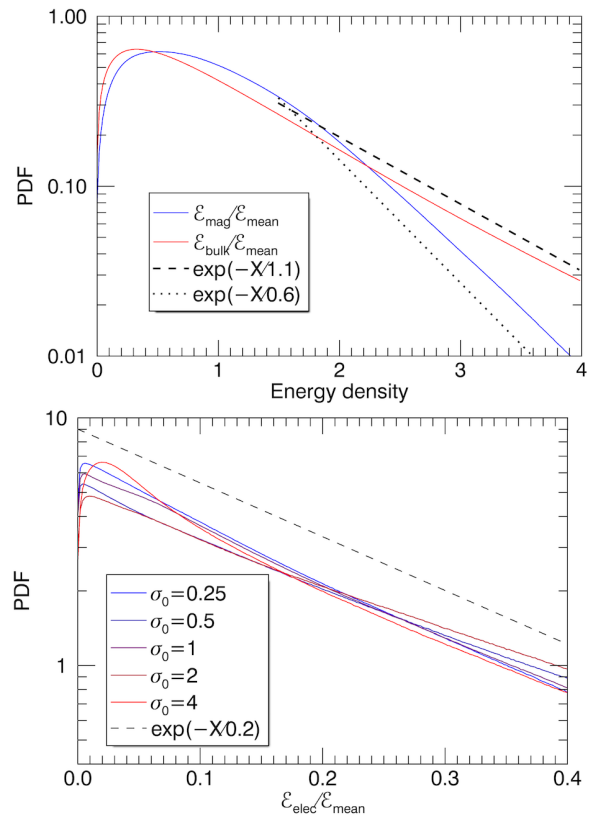 1.00
0.10
0.01
PDF
ℰmag/ℰmean
ℰbulk/ℰmean
exp(−X/1.1)
exp(−X/0.6)
0 1 2 3 4
Energy density
10
1
PDF
σ0=0.25
σ0=0.5
σ0=1
σ0=2
σ0=4
exp(−X/0.2)
0.0 0.1 0.2 0.3 0.4
ℰelec/ℰmean